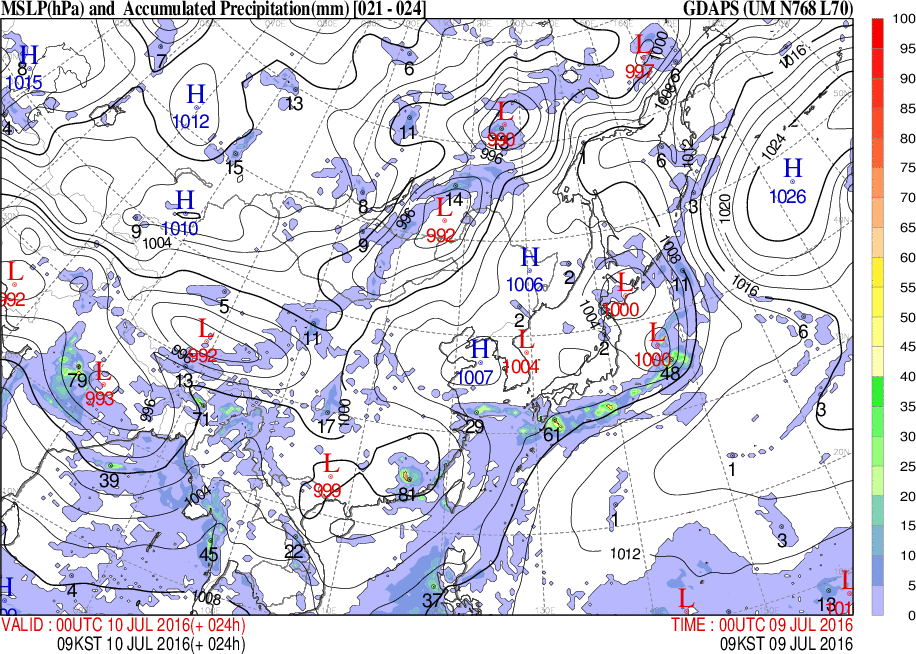 MSLP(hPa) and Accumulated Precipitation(mm) [021 - 024] GDAPS (UM N768 L70)
100
H 7 L 1000 1016
8 1015 6 997 6 95
H 13 1008 90
1012 L 1024 85
4 11 990 80
996 1 1012 H
15 6 1026 75
14
H 8 996 L 3 1020 70
1010
9 1004 9 992 65
H 1008
L 1006 2 L 11 1016 60
992 5 1004 1000 55
L 11 2 L L 6 50
992 H 1004 2 1000 45
79 L 13 1007 48 40
993 996 1000 3 35
71 17 29 61 30
L 1 25
39 999 81 20
1004 1 15
45 22 3
1012 10
H 4 1008 37 L L 5
13 0
VALID : 00UTC 10 JUL 2016(+ 024h) TIME : 00UTC 09 JUL 2016
09KST 10 JUL 2016(+ 024h) 09KST 09 JUL 2016